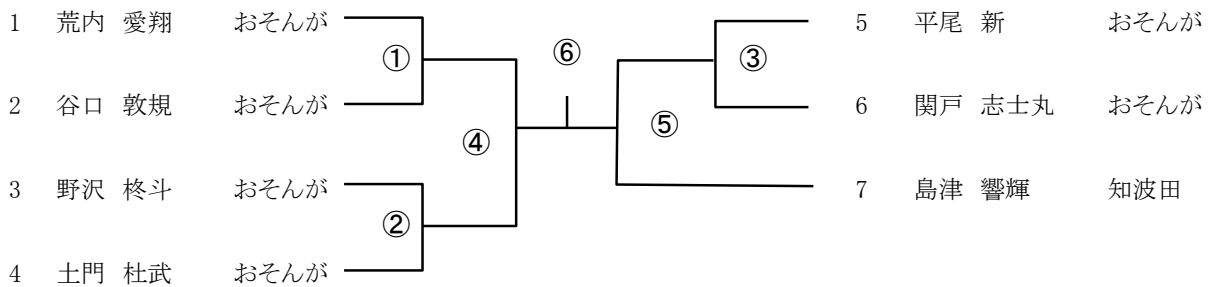 1 荒内 愛翔 おそんが
2 谷口 敦規 おそんが
3 野沢 柊斗 おそんが
4 土門 杜武 おそんが
① ② ④ ⑥ ⑤ ③
5 平尾 新 おそんが
6 関戸 志士丸 おそんが
7 島津 響輝 知波田